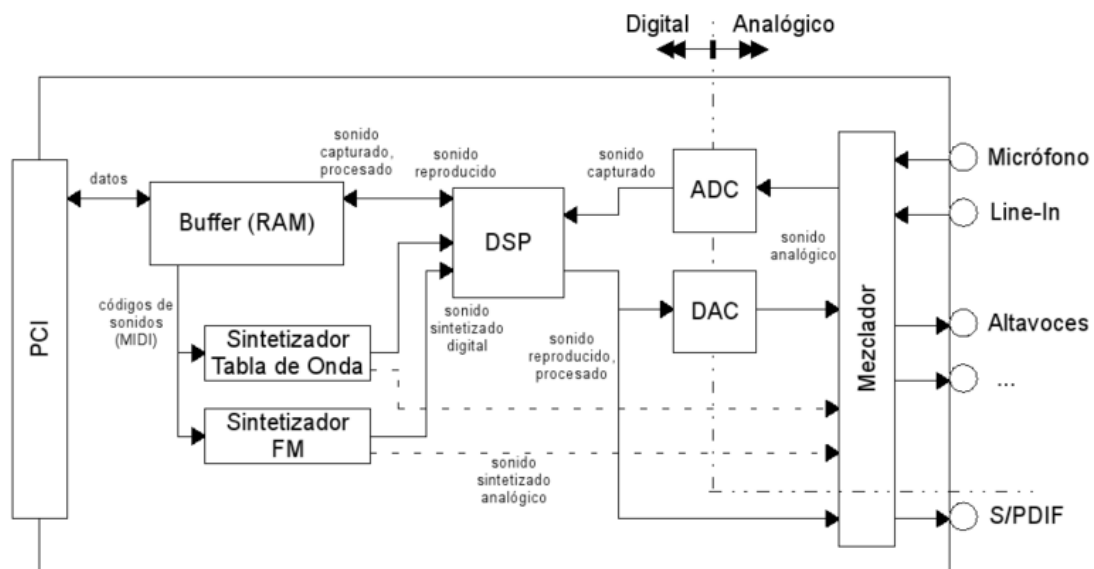 Digital
Analógico
PCI
datos
Buffer (RAM)
sonido
capturado,
procesado
sonido
reproducido
DSP
sonido
capturado
ADC
DAC
sonido
analógico
Mezclador
Micrófono
Line-In
Altavoces
...
S/PDIF
códigos de
sonidos
(MIDI)
Sintetizador
Tabla de Onda
Sintetizador
FM
sonido
sintetizado
digital
sonido
reproducido,
procesado
sonido
sintetizado
analógico